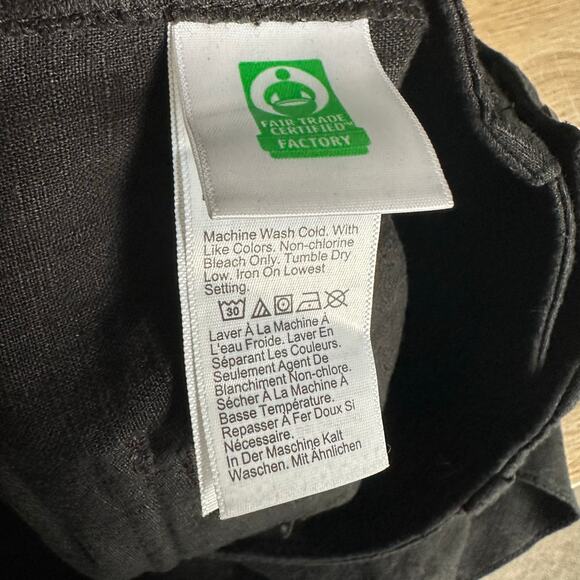 FAIR TRADE
CERTIFIED™
FACTORY
Machine Wash Cold. With
Like Colors. Non-chlorine
Bleach Only. Tumble Dry
Low. Iron On Lowest
Setting.
30
Laver À La Machine À
L'eau Froide. Laver En
Séparant Les Couleurs.
Seulement Agent De
Blanchiment Non-chlore.
Sécher À La Machine À
Basse Température.
Repasser À Fer Doux Si
Nécessaire.
In Der Maschine Kalt
Waschen. Mit Ähnlichen